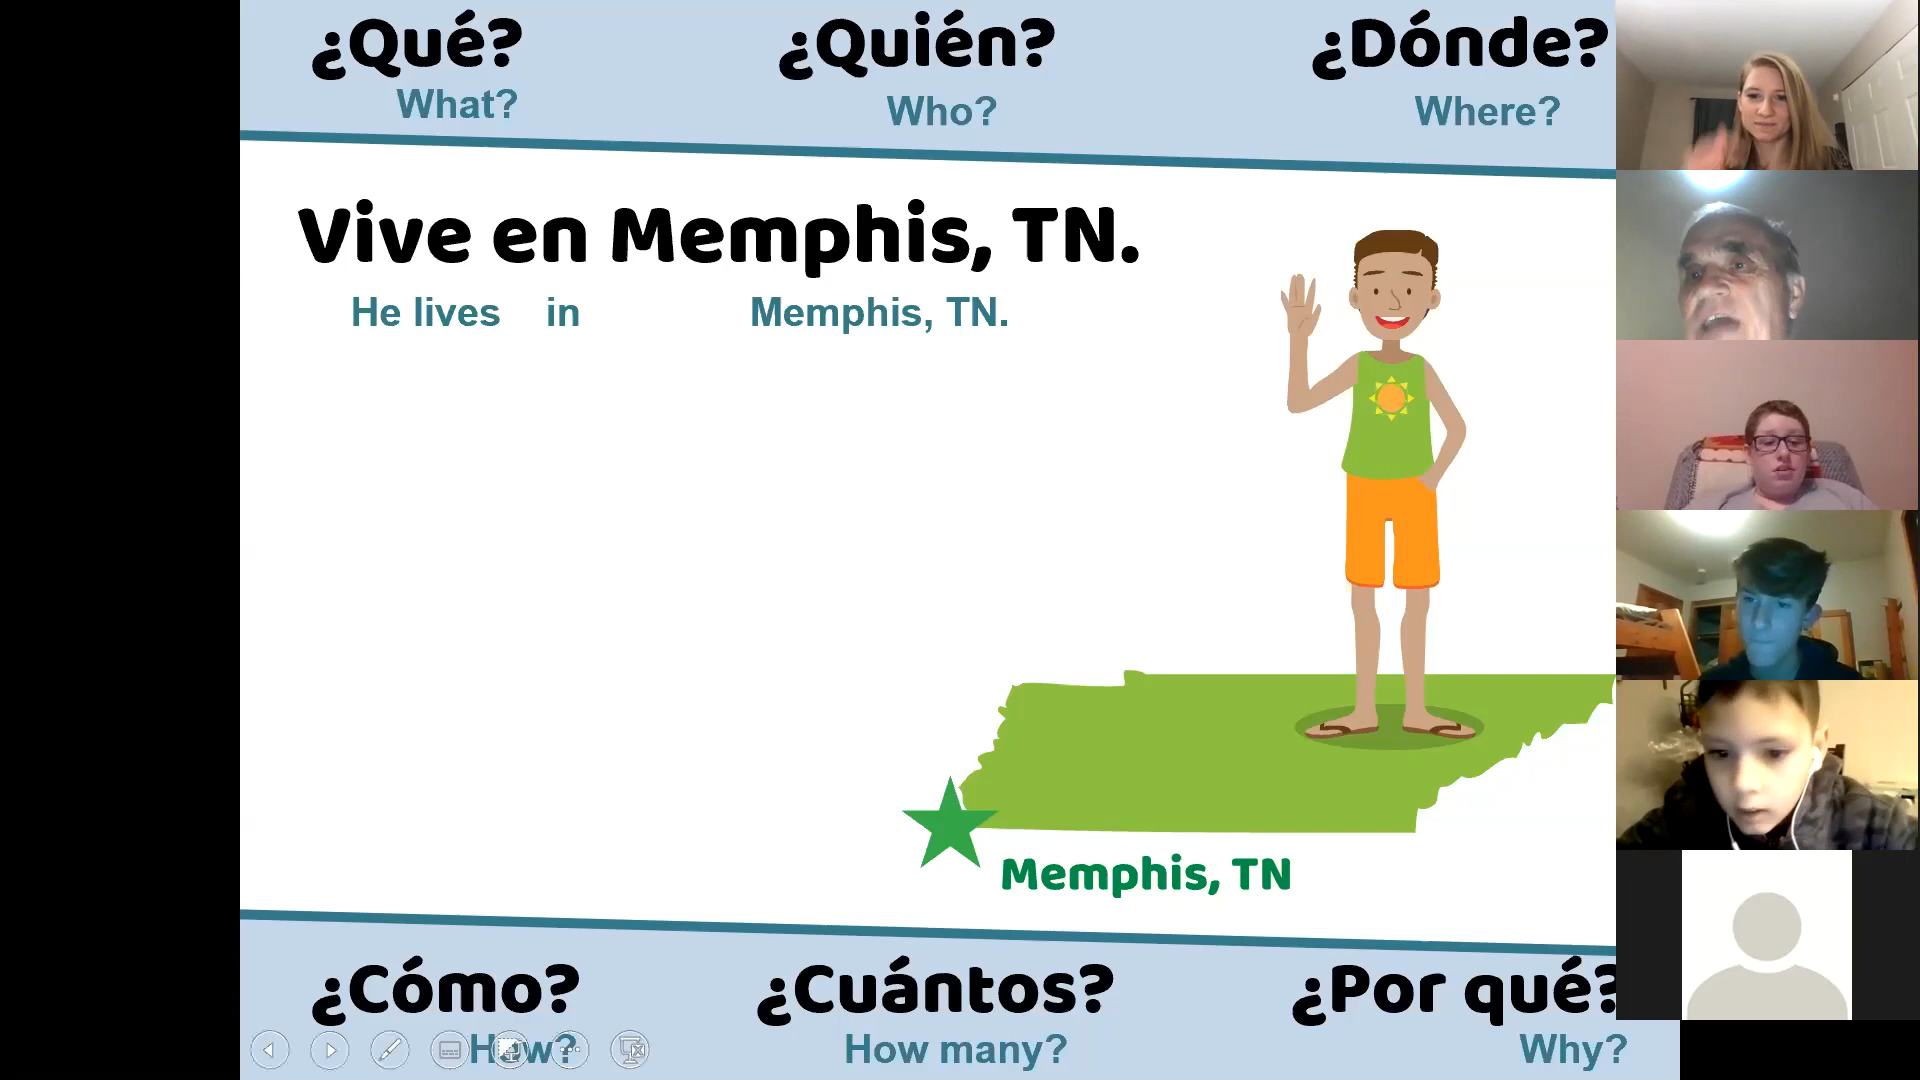 ¿Qué? ¿Quién? ¿Dónde?
What? Who? Where?
Vive en Memphis, TN.
He lives in Memphis, TN.
Memphis, TN
¿Cómo? ¿Cuántos? ¿Por qué?
How? How many? Why?